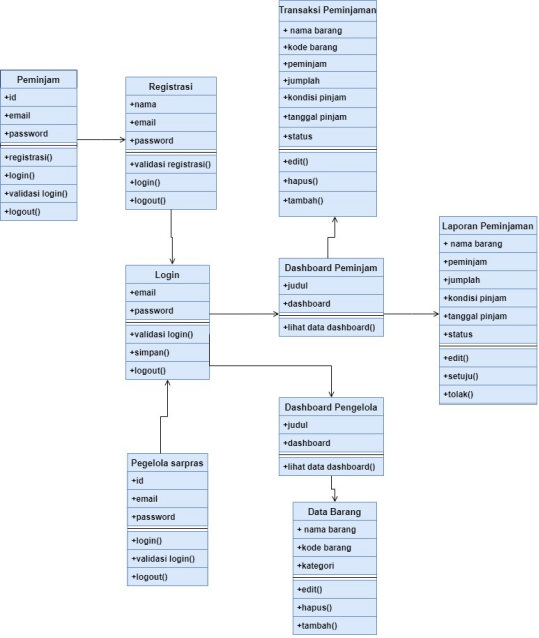 Transaksi Peminjaman
+ nama barang
+kode barang
+peminjam
+jumplah
+kondisi pinjam
+tanggal pinjam
+status
+edit()
+hapus()
+tambah()
Peminjam
+id
+email
+password
+registrasi()
+login()
+validasi login()
+logout()
Registrasi
+nama
+email
+password
+validasi registrasi()
+login()
+logout()
Login
+email
+password
+validasi login()
+simpan()
+logout()
Dashboard Peminjam
+judul
+dashboard
+lihat data dashboard()
Laporan Peminjaman
+ nama barang
+peminjam
+jumplah
+kondisi pinjam
+tanggal pinjam
+status
+edit()
+setuju()
+tolak()
Dashboard Pengelola
+judul
+dashboard
+lihat data dashboard()
Pegelola sarpras
+id
+email
+password
+login()
+validasi login()
+logout()
Data Barang
+ nama barang
+kode barang
+kategori
+edit()
+hapus()
+tambah()